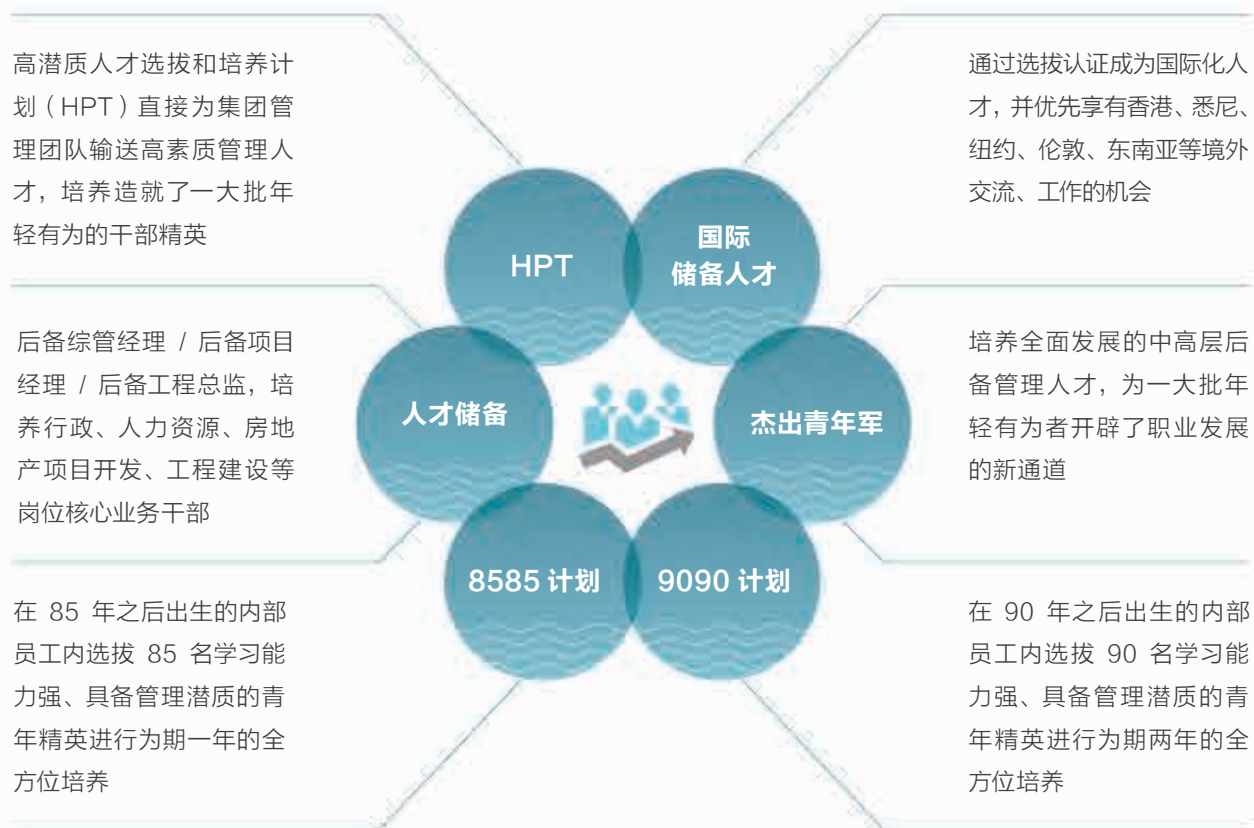 高潜质人才选拔和培养计
划（HPT）直接为集团管
理团队输送高素质管理人
才，培养造就了一大批年
轻有为的干部精英
通过选拔认证成为国际化人
才，并优先享有香港、悉尼、
纽约、伦敦、东南亚等境外
交流、工作的机会
HPT
国际
储备人才
后备综管经理 / 后备项目
经理 / 后备工程总监，培
养行政、人力资源、房地
产项目开发、工程建设等
岗位核心业务干部
人才储备
杰出青年军
培养全面发展的中高层后
备管理人才，为一大批年
轻有为者开辟了职业发展
的新通道
8585 计划
9090 计划
在 85 年之后出生的内部
员工内选拔 85 名学习能
力强、具备管理潜质的青
年精英进行为期一年的全
方位培养
在 90 年之后出生的内部
员工内选拔 90 名学习能
力强、具备管理潜质的青
年精英进行为期两年的全
方位培养